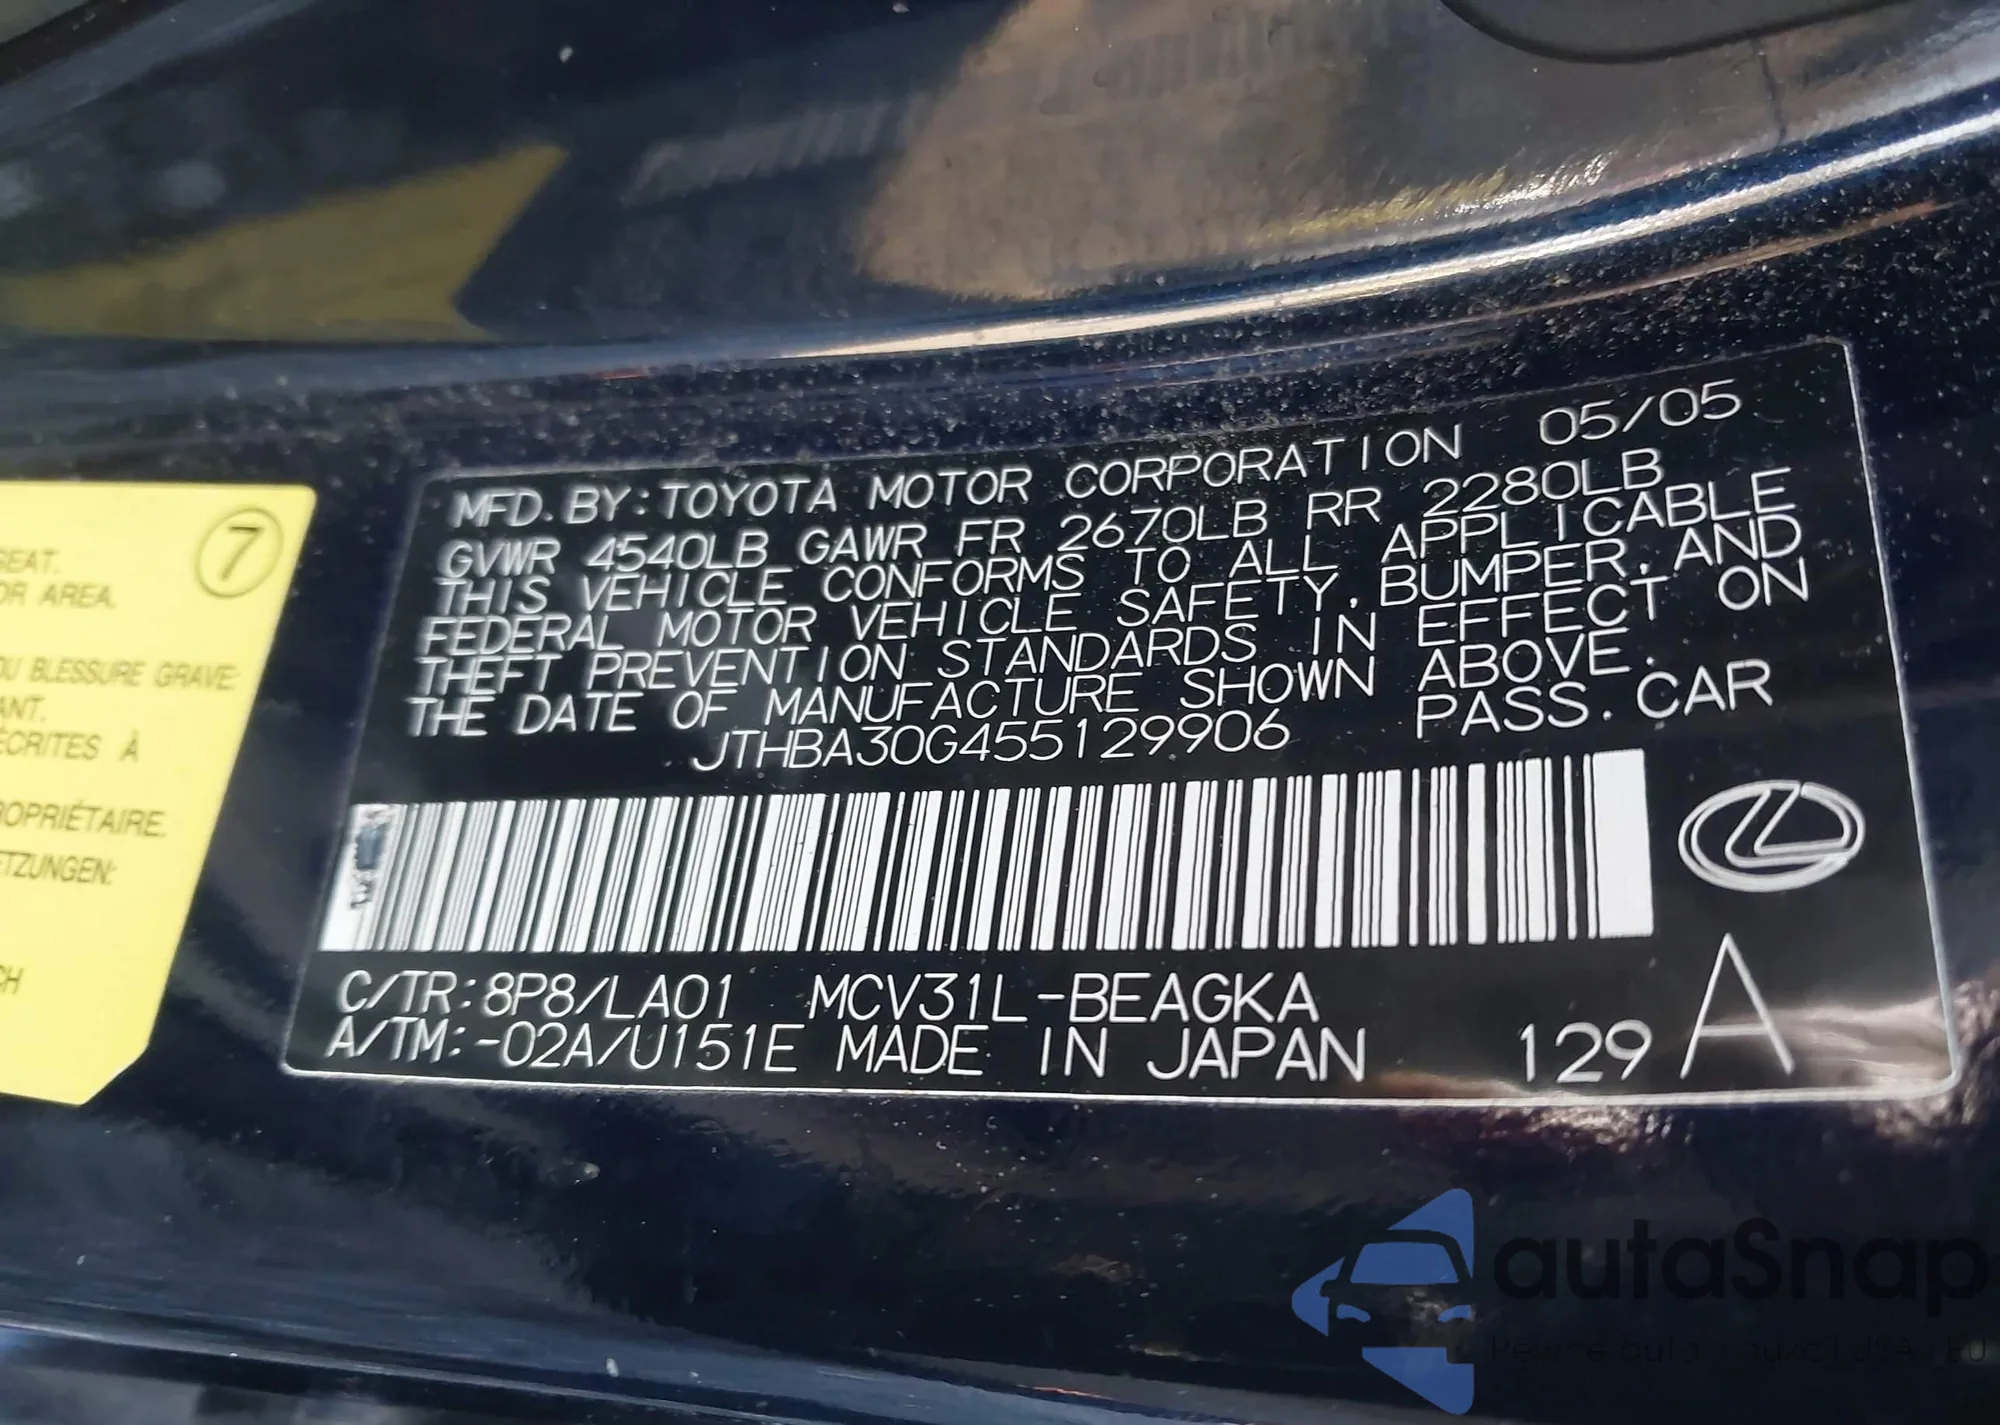 MFD. BY: TOYOTA MOTOR CORPORATION 05/05
GVWR 4540LB GAWR FR 2670LB RR 2280LB
THIS VEHICLE CONFORMS TO ALL APPLICABLE
FEDERAL MOTOR VEHICLE SAFETY, BUMPER, AND
THEFT PREVENTION STANDARDS IN EFFECT ON
THE DATE OF MANUFACTURE SHOWN ABOVE.
JTHBA30G455129906 PASS. CAR
C/TR: 8P8/LA01 MCV31L-BEAGKA
A/TM: -02A/U151E MADE IN JAPAN 129 A
7
SEAT.
OR AREA.
OU BLESSURE GRAVE
ANT.
ÉCRITES À
ROPRIÉTAIRE.
ETZUNGEN:
CH
autaSnap